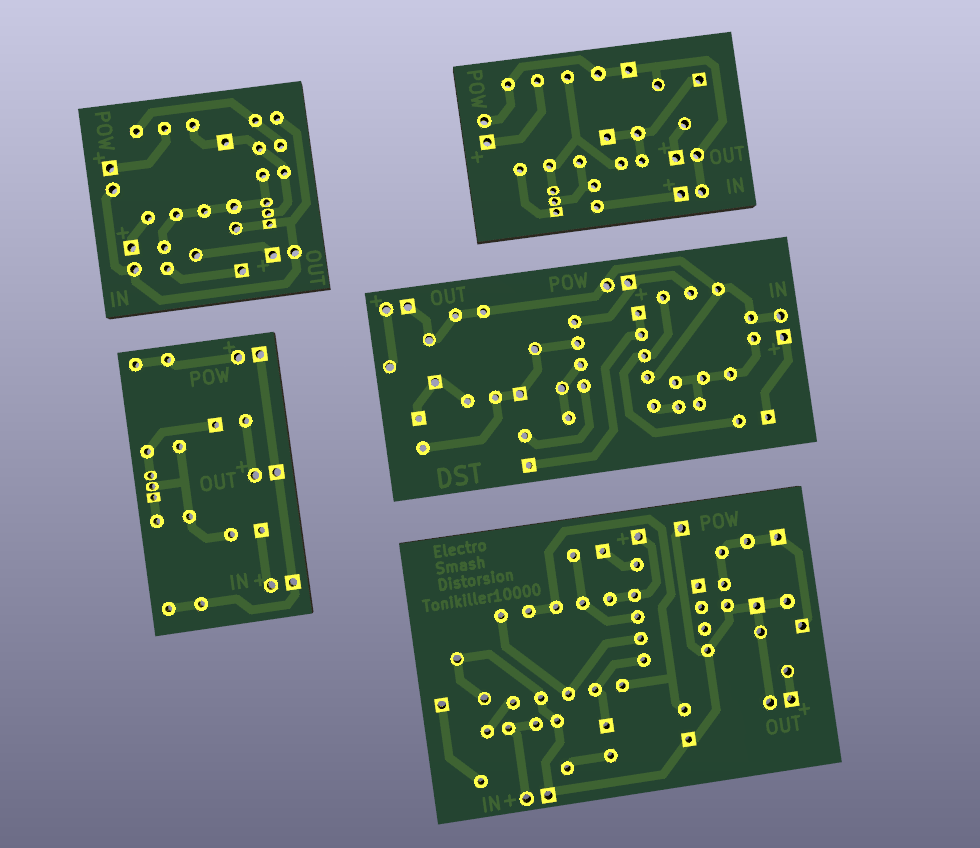 POW
+
+
+
IN
OUT
POW
+
+
OUT
+
IN
+
OUT
POW
+
IN
+
DST
+
POW
OUT
+
IN +
Electro
Smash
Distorsion
Tonikiller10000
+
POW
+
OUT
IN +